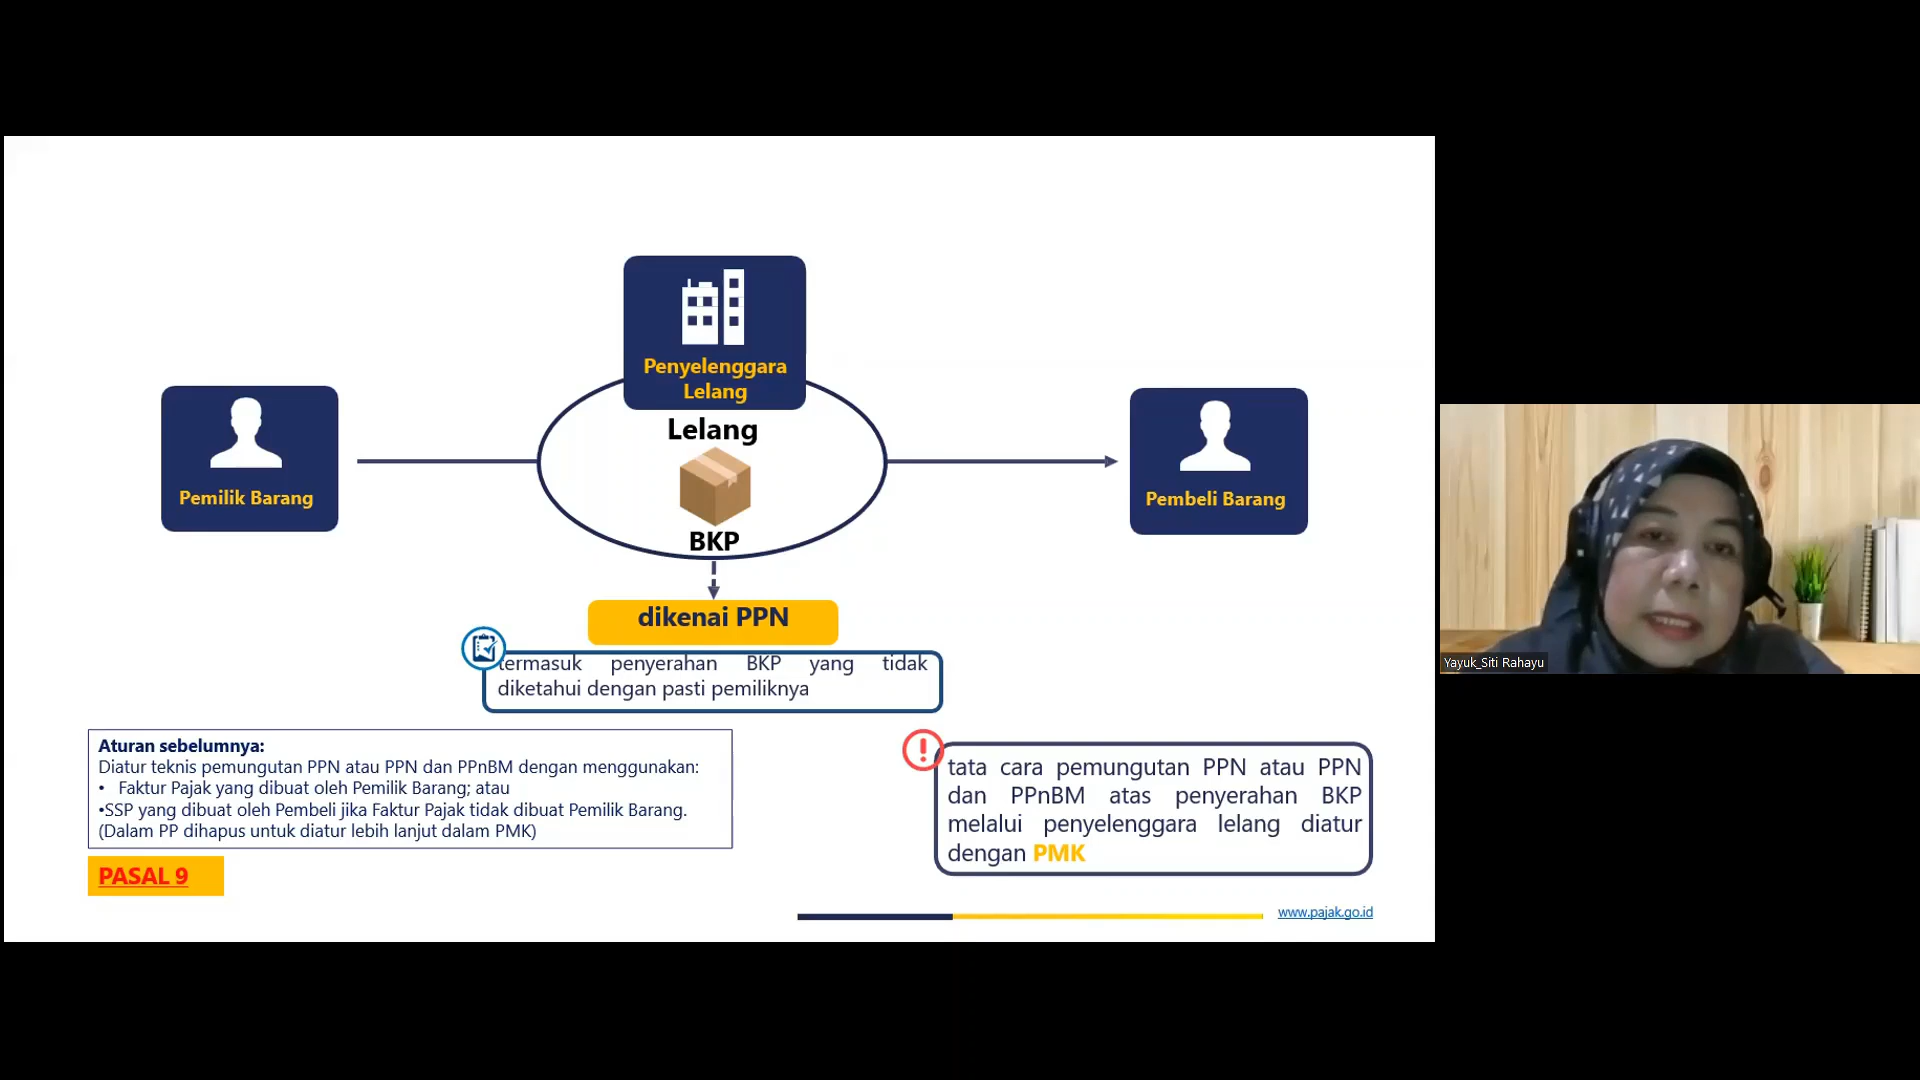 Penyelenggara
Lelang
Lelang
Pemilik Barang
Pembeli Barang
BKP
dikenai PPN
termasuk penyerahan BKP yang tidak
diketahui dengan pasti pemiliknya
Aturan sebelumnya:
Diatur teknis pemungutan PPN atau PPN dan PPnBM dengan menggunakan:
• Faktur Pajak yang dibuat oleh Pemilik Barang; atau
•SSP yang dibuat oleh Pembeli jika Faktur Pajak tidak dibuat Pemilik Barang.
(Dalam PP dihapus untuk diatur lebih lanjut dalam PMK)
PASAL 9
tata cara pemungutan PPN atau PPN
dan PPnBM atas penyerahan BKP
melalui penyelenggara lelang diatur
dengan PMK
www.pajak.go.id
Yayuk_Siti Rahayu